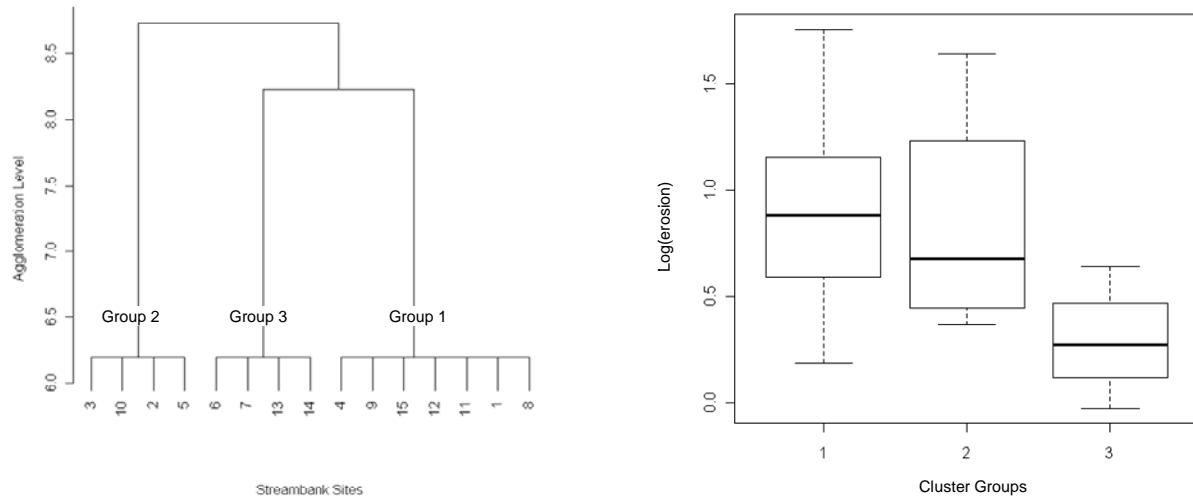 8.5
8.0
7.5
7.0
6.5
6.0
Agglomeration Level
Group 2 Group 3 Group 1
3 10 2 5 6 7 13 14 4 9 15 12 11 1 8
Streambank Sites
1.5
1.0
0.5
0.0
Log(erosion)
1 2 3
Cluster Groups